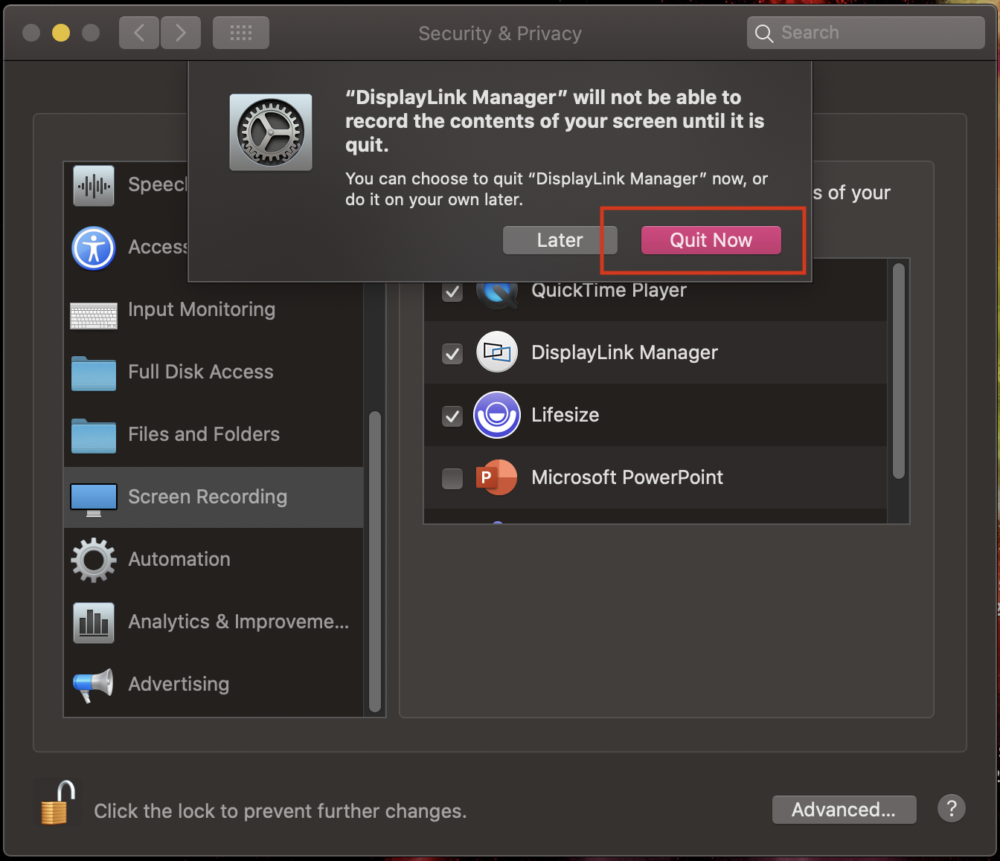 Security & Privacy
Search
“DisplayLink Manager” will not be able to
record the contents of your screen until it is
quit.
You can choose to quit “DisplayLink Manager” now, or
do it on your own later.
Later
Quit Now
s of your
Speec
Access
Input Monitoring
Full Disk Access
Files and Folders
Screen Recording
Automation
Analytics & Improveme...
Advertising
QuickTime Player
DisplayLink Manager
Lifesize
P
Microsoft PowerPoint
Click the lock to prevent further changes.
Advanced...
?